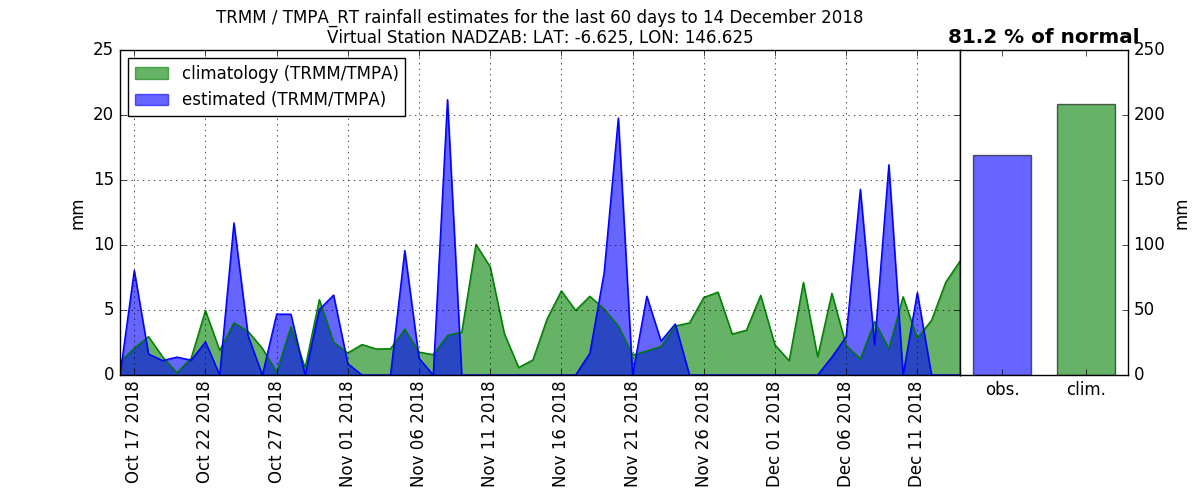 TRMM / TMPA_RT rainfall estimates for the last 60 days to 14 December 2018
Virtual Station NADZAB: LAT: -6.625, LON: 146.625
81.2 % of normal
climatology (TRMM/TMPA)
estimated (TRMM/TMPA)
25
20
15
10
5
0
mm
250
200
150
100
50
0
mm
Oct 17 2018
Oct 22 2018
Oct 27 2018
Nov 01 2018
Nov 06 2018
Nov 11 2018
Nov 16 2018
Nov 21 2018
Nov 26 2018
Dec 01 2018
Dec 06 2018
Dec 11 2018
obs.
clim.